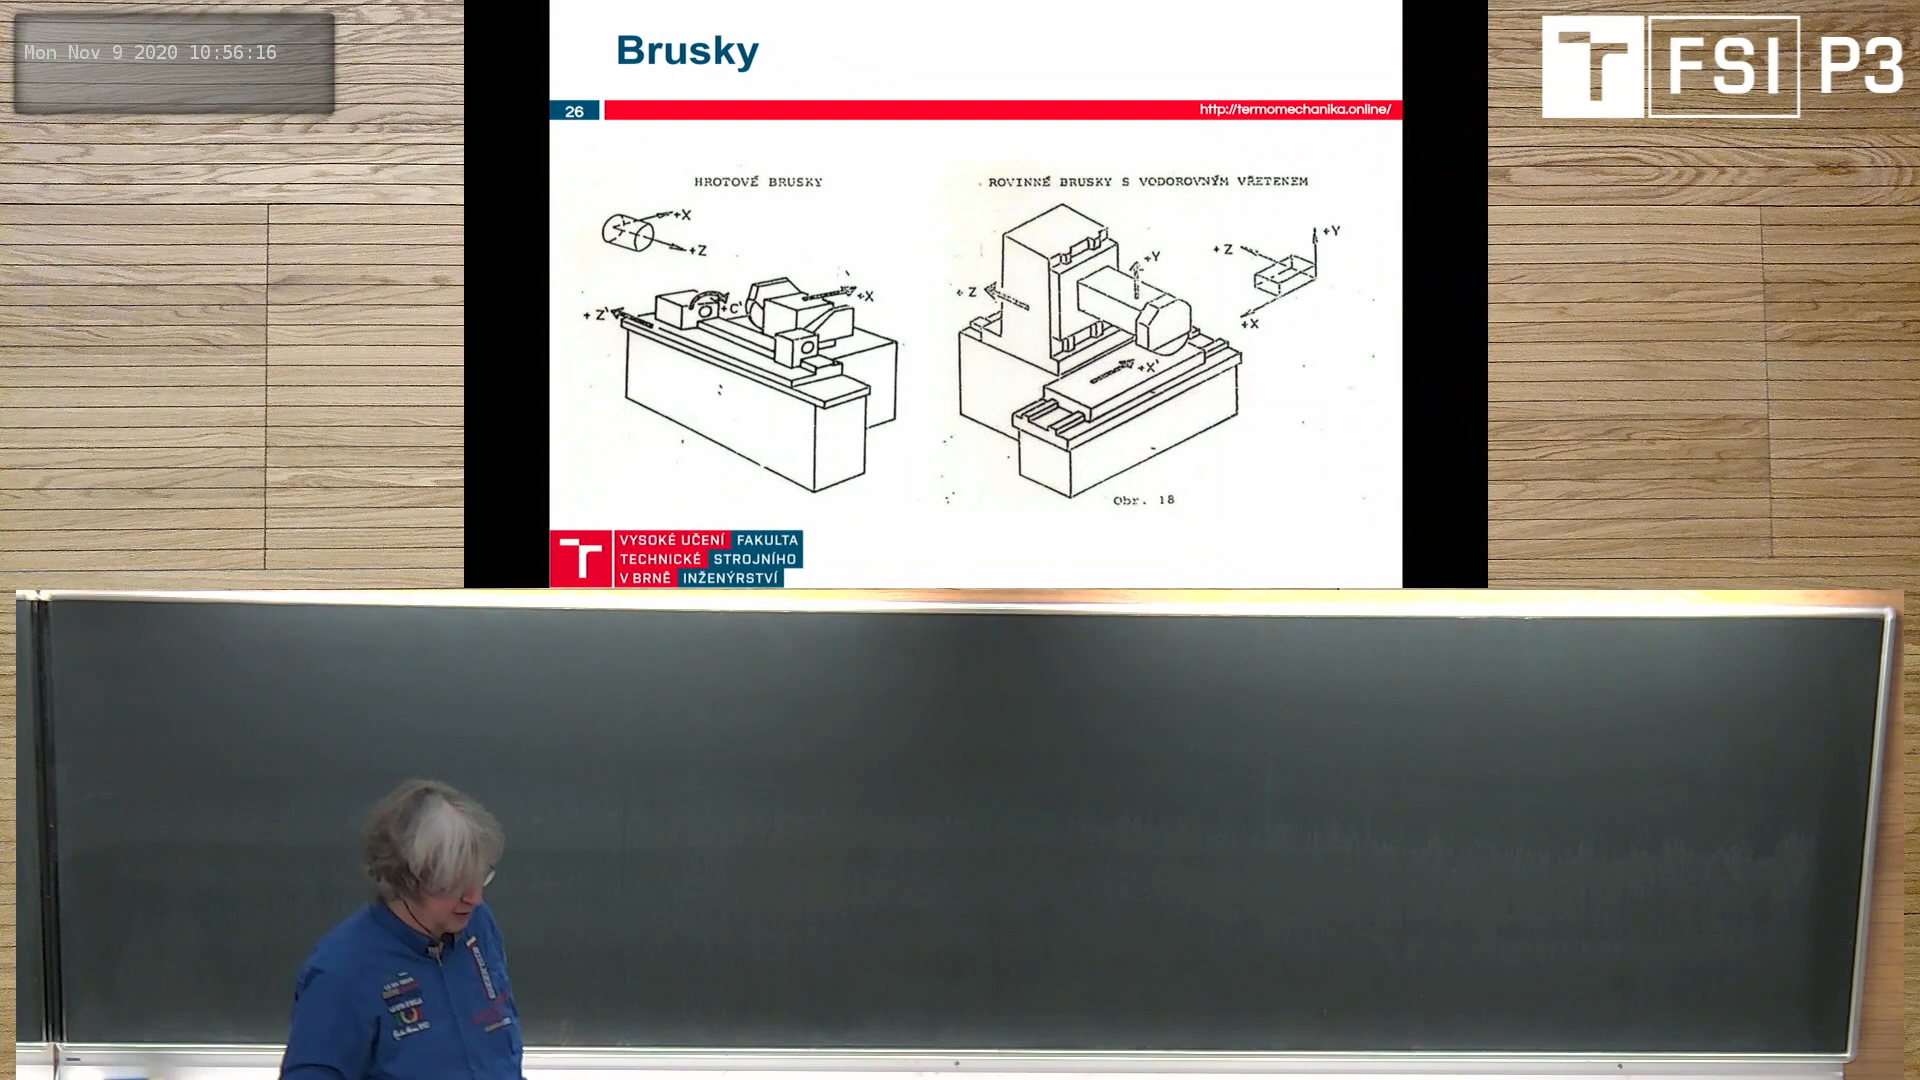 Mon Nov 9 2020 10:56:16
Brusky
FSI P3
26
http://termomechanika.online/
HROTOVÉ BRUSKY
ROVINNÉ BRUSKY S VODOROVNÝM VŘETENEM
+X
+Z
+Z'
+C'
+X
+Y
+Z
+X'
+Z
+Y
+X
Obr. 18
VYSOKÉ UČENÍ FAKULTA
TECHNICKÉ STROJNÍHO
V BRNĚ INŽENÝRSTVÍ